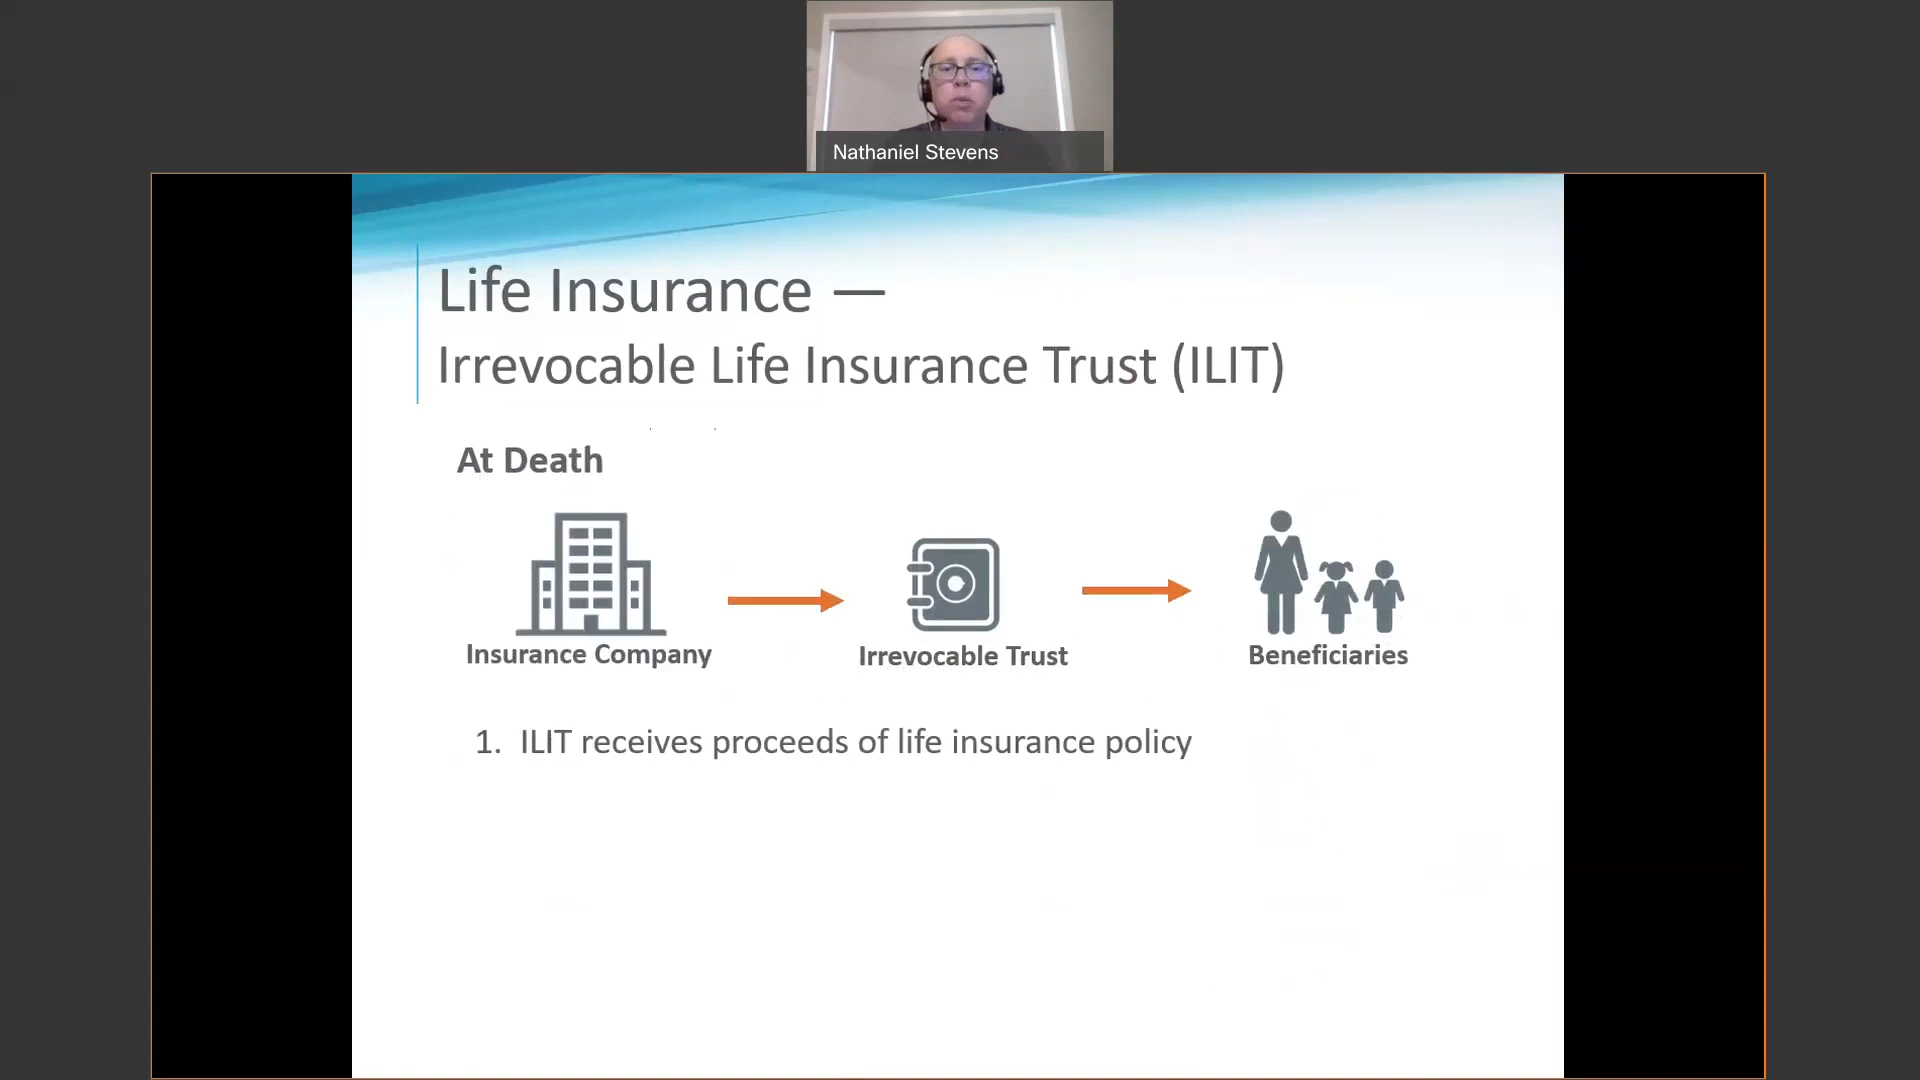 Nathaniel Stevens
Life Insurance —
Irrevocable Life Insurance Trust (ILIT)
At Death
Insurance Company
Irrevocable Trust
Beneficiaries
1. ILIT receives proceeds of life insurance policy